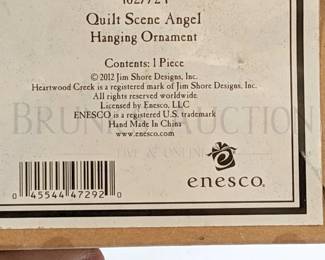 Quilt Scene Angel
Hanging Ornament
Contents: 1 Piece
© 2012 Jim Shore Designs, Inc.
Heartwood Creek is a registered mark of Jim Shore Designs, Inc.
All rights reserved worldwide.
Licensed by Enesco, LLC
ENESCO is a registered U.S. trademark
Hand Made In China
www.enesco.com
enesco.
0 45544 47292 0